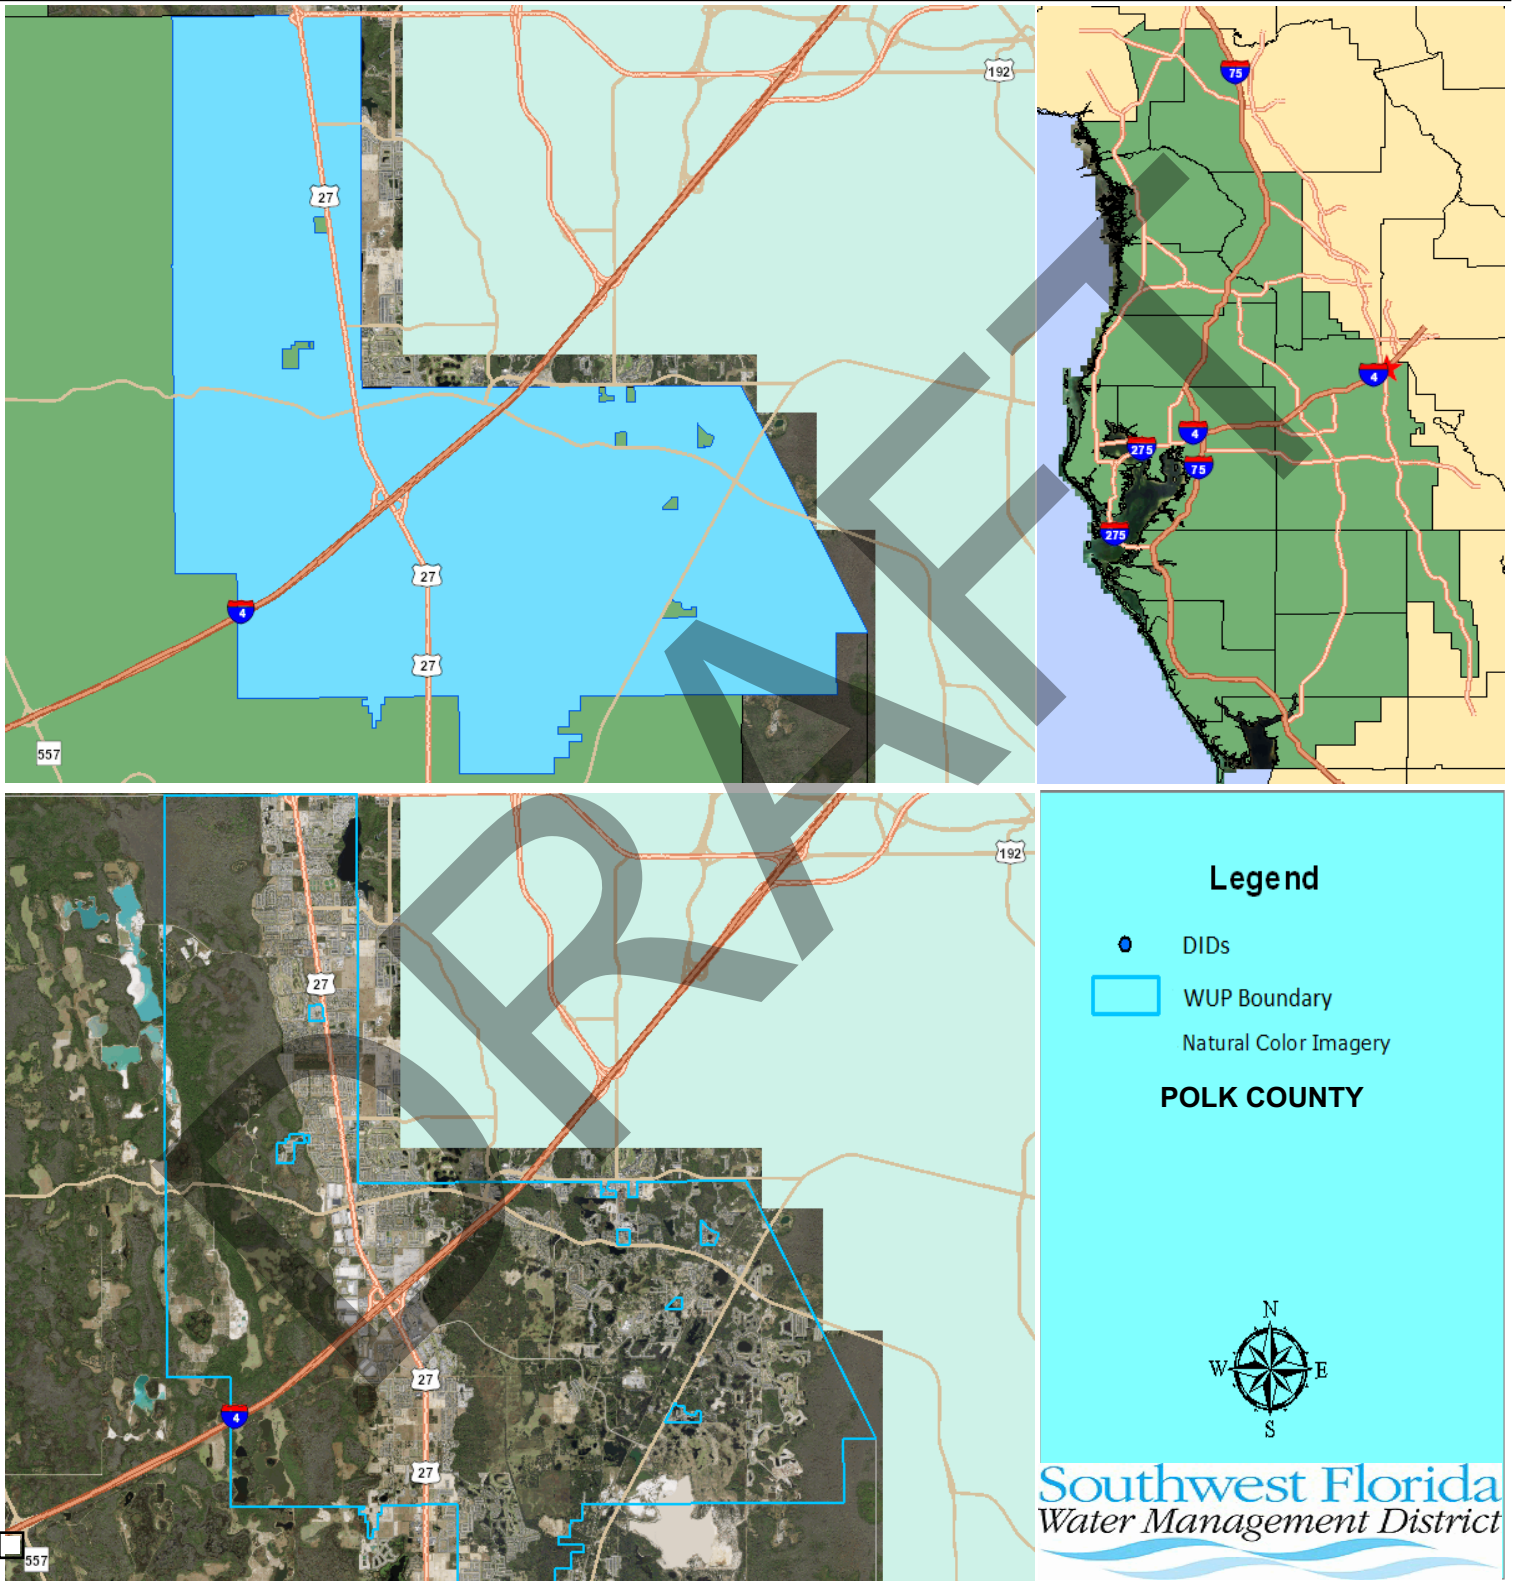 192
27
27
4
27
557
75
4
4
275
75
275
DRAFT
192
27
27
4
27
557
Legend
DIDs
WUP Boundary
Natural Color Imagery
POLK COUNTY
N
W E
S
Southwest Florida
Water Management District